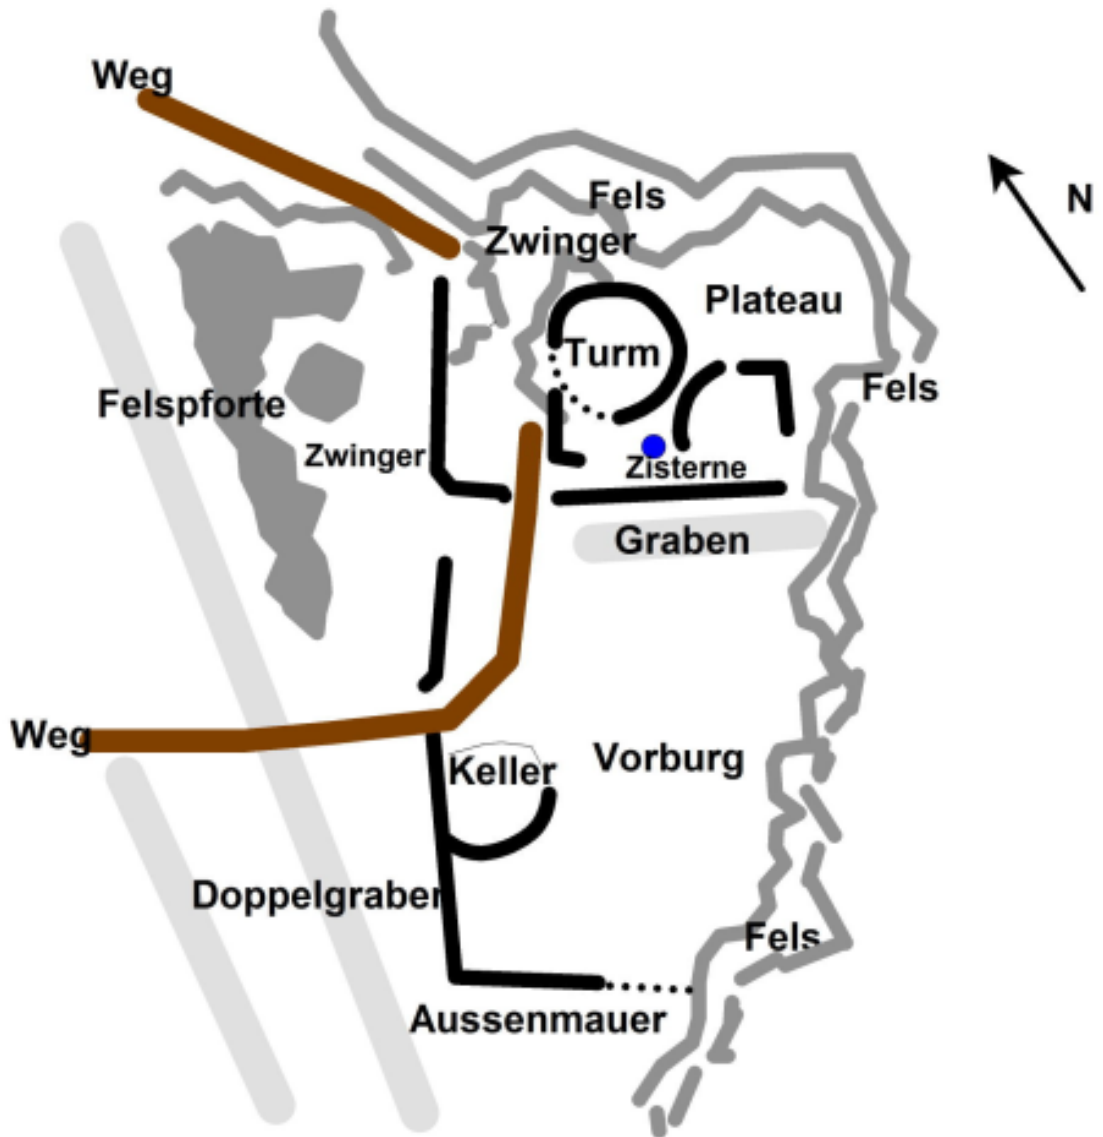 Weg
Fels
N
Zwinger
Plateau
Turm
Fels
Felspforte
Zwinger
Zisterne
Graben
Weg
Vorburg
Keller
Doppelgraben
Fels
Aussenmauer